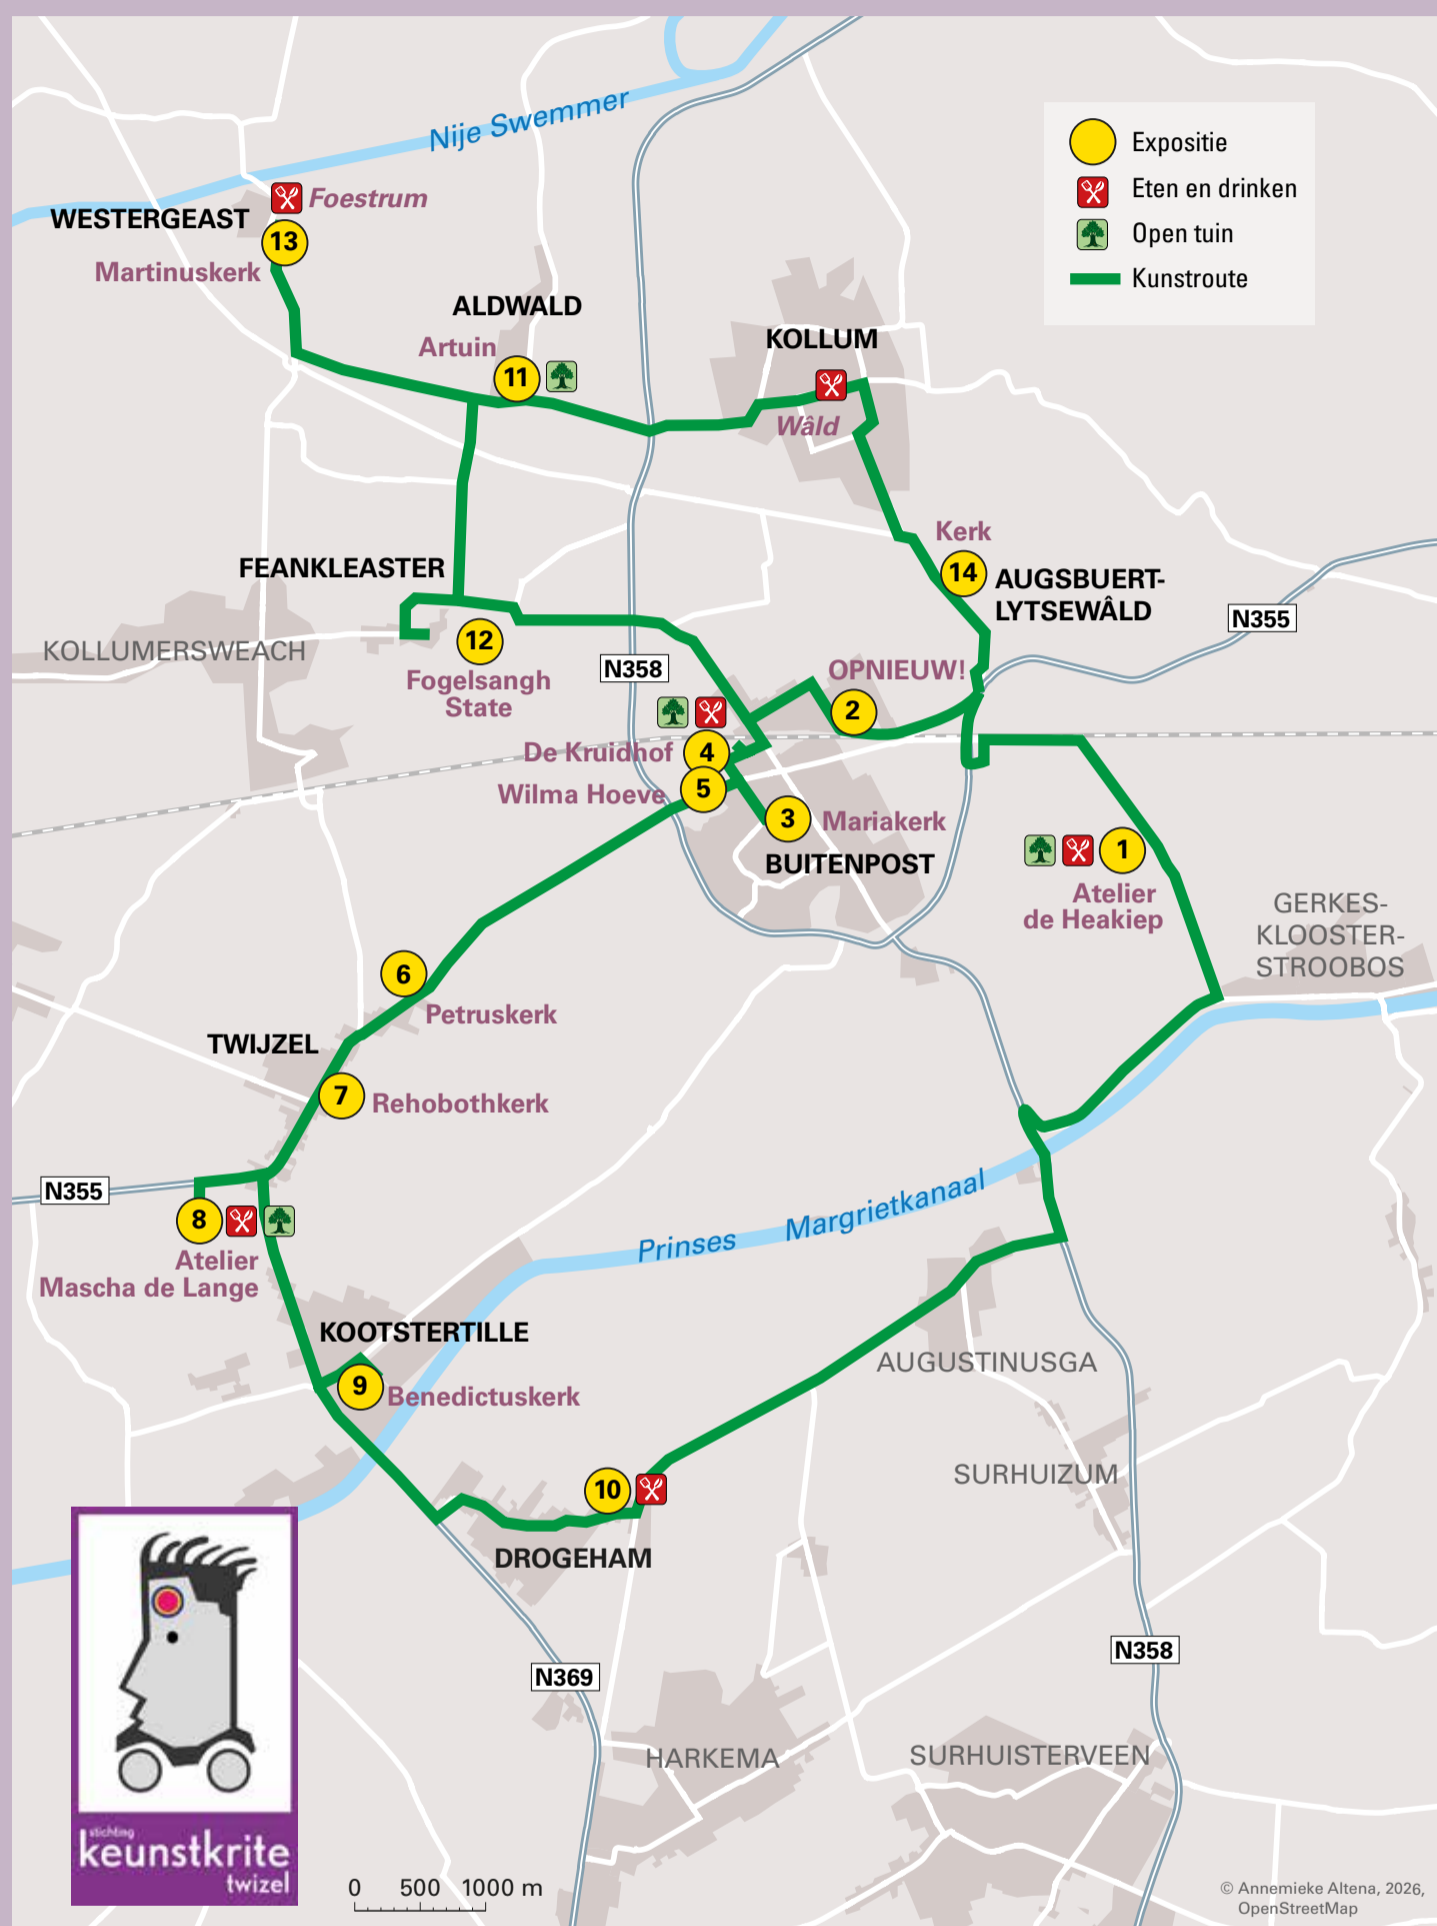 Nije Swemmer
Expositie
Eten en drinken
Open tuin
Kunstroute
Foestrum
WESTERGEAST
13
Martinuskerk
ALDWALD
Artuin
11
KOLLUM
Wâld
Kerk
14
AUGSBUERT-
LYTSEWÂLD
N355
FEANKLEASTER
KOLLUMERSWEACH
12
Fogelsangh
State
N358
OPNIEUW!
2
De Kruidhof
4
Wilma Hoeve
5
3
Mariakerk
BUITENPOST
1
Atelier
de Heakiep
GERKES-
KLOOSTER-
STROOBOS
6
Petruskerk
TWIJZEL
7
Rehobothkerk
N355
8
Atelier
Mascha de Lange
Prinses Margrietkanaal
KOOTSTERTILLE
9
Benedictuskerk
AUGUSTINUSGA
SURHUIZUM
10
DROGEHAM
N369
N358
HARKEMA
SURHUISTERVEEN
stichting
keunstkrite
twizel
0 500 1000 m
© Annemieke Altena, 2026,
OpenStreetMap